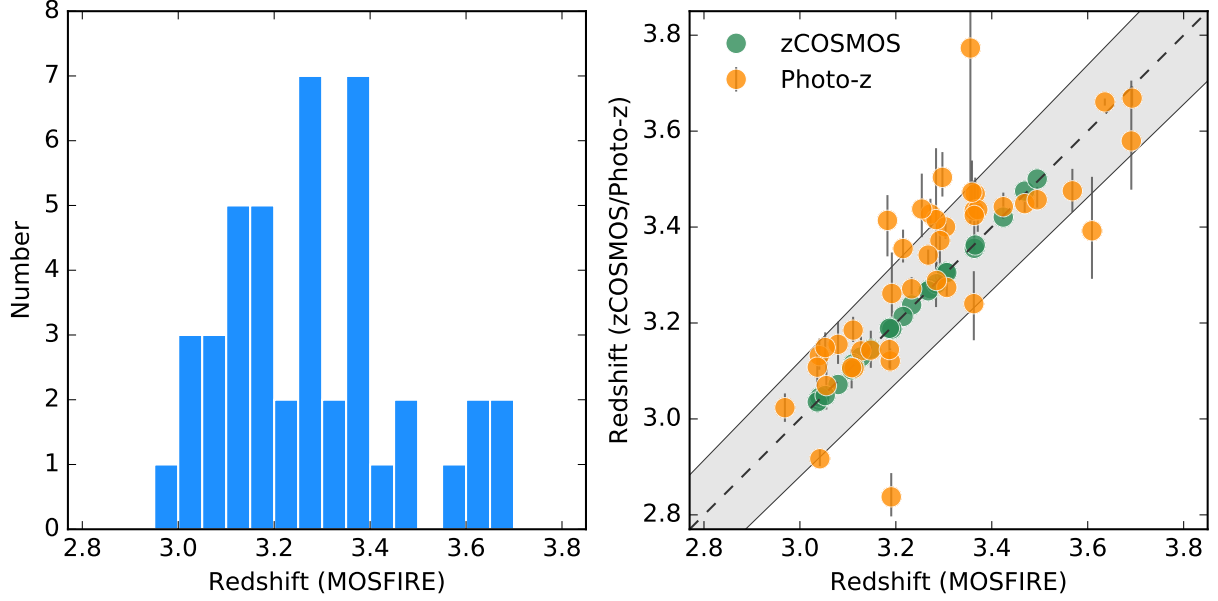 8
7
6
5
4
3
2
1
0
Number
2.8 3.0 3.2 3.4 3.6 3.8
Redshift (MOSFIRE)
zCOSMOS
Photo-z
3.8
3.6
3.4
3.2
3.0
2.8
Redshift (zCOSMOS/Photo-z)
2.8 3.0 3.2 3.4 3.6 3.8
Redshift (MOSFIRE)